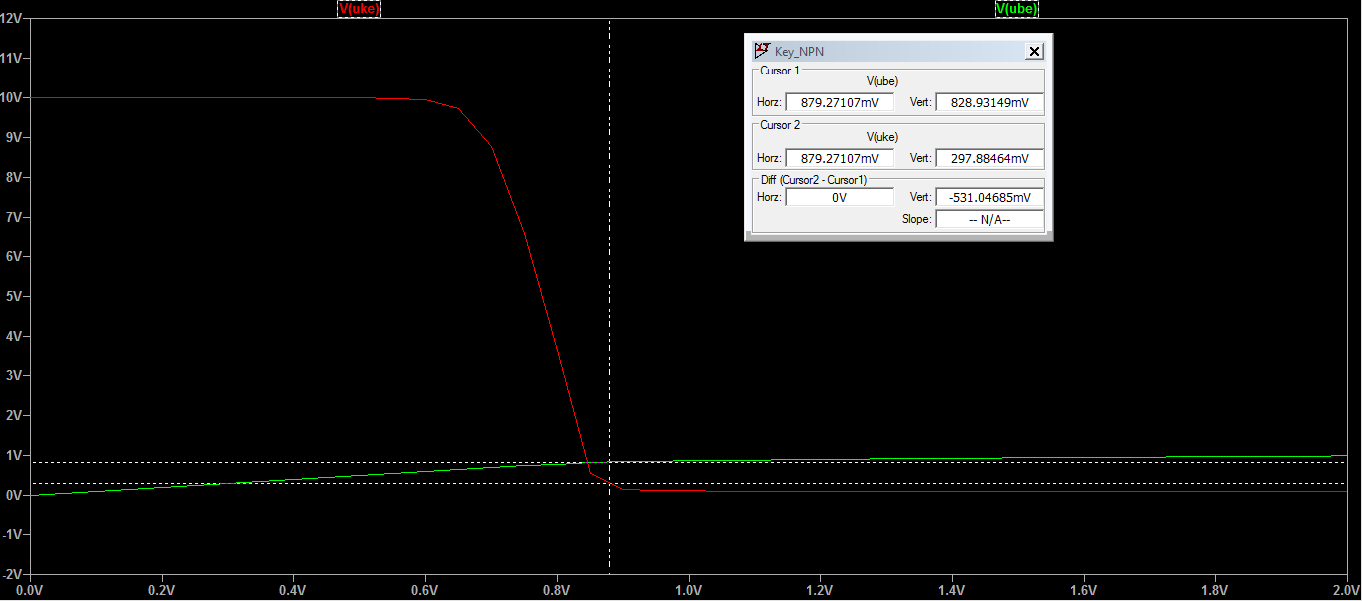 V(uke)
V(ube)
12V
11V
10V
9V
8V
7V
6V
5V
4V
3V
2V
1V
0V
-1V
-2V
0.0V 0.2V 0.4V 0.6V 0.8V 1.0V 1.2V 1.4V 1.6V 1.8V 2.0V
Key_NPN
Cursor 1
V(ube)
Horz: 879.27107mV Vert: 828.93149mV
Cursor 2
V(uke)
Horz: 879.27107mV Vert: 297.88464mV
Diff (Cursor2 - Cursor1)
Horz: 0V Vert: -531.04685mV
Slope: -- N/A--